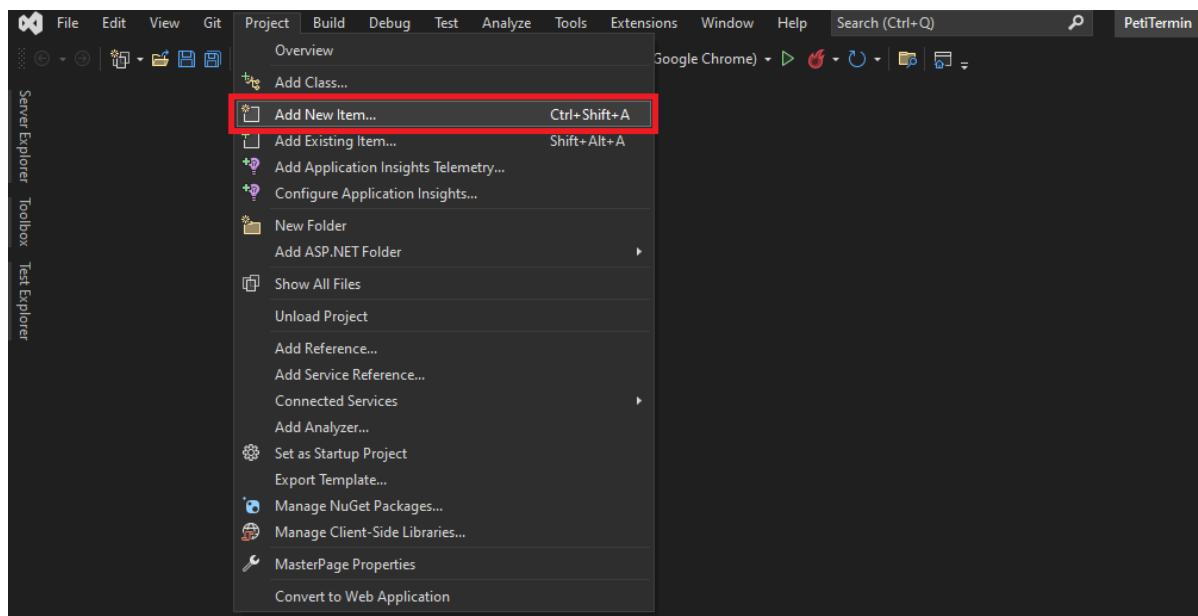 File Edit View Git Project Build Debug Test Analyze Tools Extensions Window Help Search (Ctrl+Q) PetiTermin
Google Chrome)
Server Explorer
Toolbox
Test Explorer
Overview
Add Class...
Add New Item... Ctrl+Shift+A
Add Existing Item... Shift+Alt+A
Add Application Insights Telemetry...
Configure Application Insights...
New Folder
Add ASP.NET Folder
Show All Files
Unload Project
Add Reference...
Add Service Reference...
Connected Services
Add Analyzer...
Set as Startup Project
Export Template...
Manage NuGet Packages...
Manage Client-Side Libraries...
MasterPage Properties
Convert to Web Application